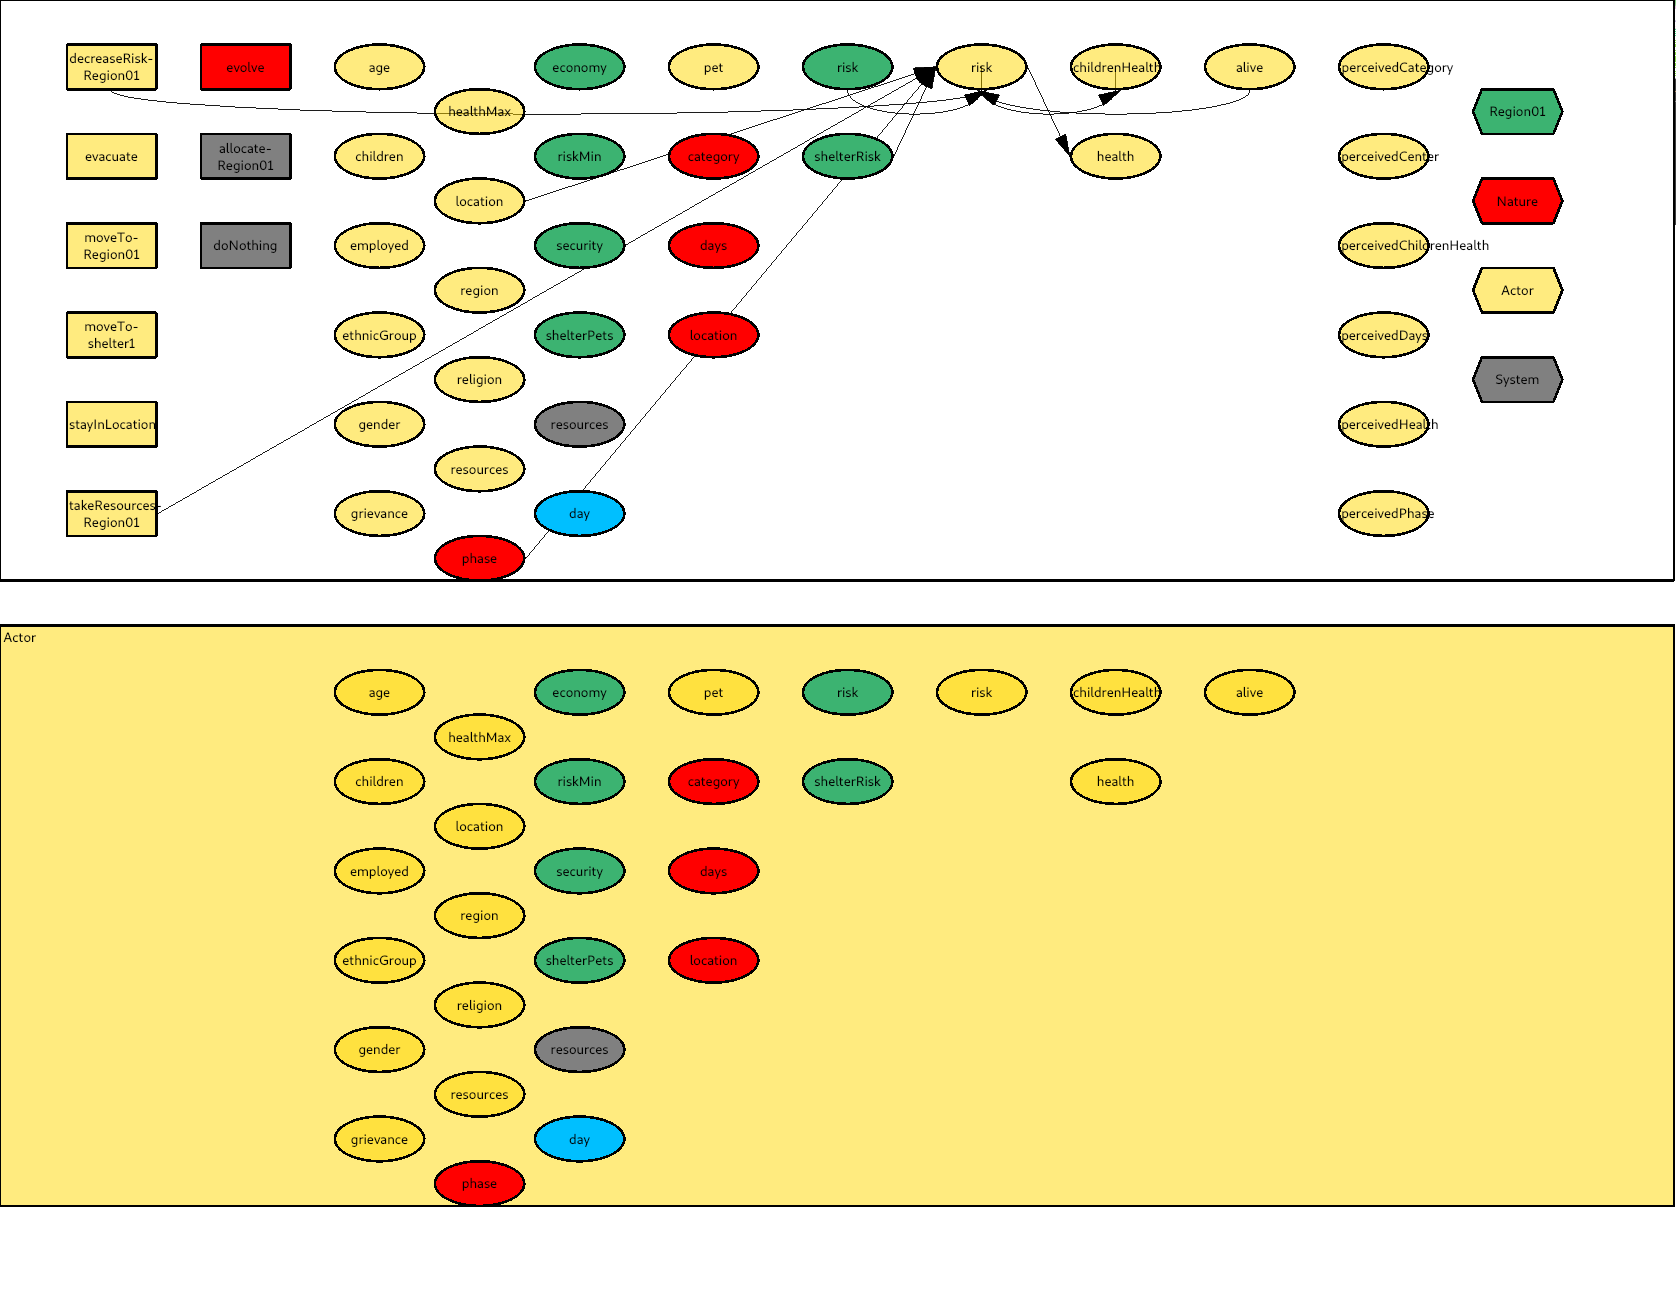 decreaseRisk-
Region01
evolve
age
economy
pet
risk
risk
childrenHealth
alive
perceivedCategory
healthMax
Region01
evacuate
allocate-
Region01
children
riskMin
category
shelterRisk
health
perceivedCenter
location
Nature
moveTo-
Region01
doNothing
employed
security
days
perceivedChildrenHealth
region
Actor
moveTo-
shelter1
ethnicGroup
shelterPets
location
perceivedDays
religion
System
stayInLocation
gender
resources
perceivedHealth
resources
takeResources-
Region01
grievance
day
perceivedPhase
phase
Actor
age
economy
pet
risk
risk
childrenHealth
alive
healthMax
children
riskMin
category
shelterRisk
health
location
employed
security
days
region
ethnicGroup
shelterPets
location
religion
gender
resources
resources
grievance
day
phase